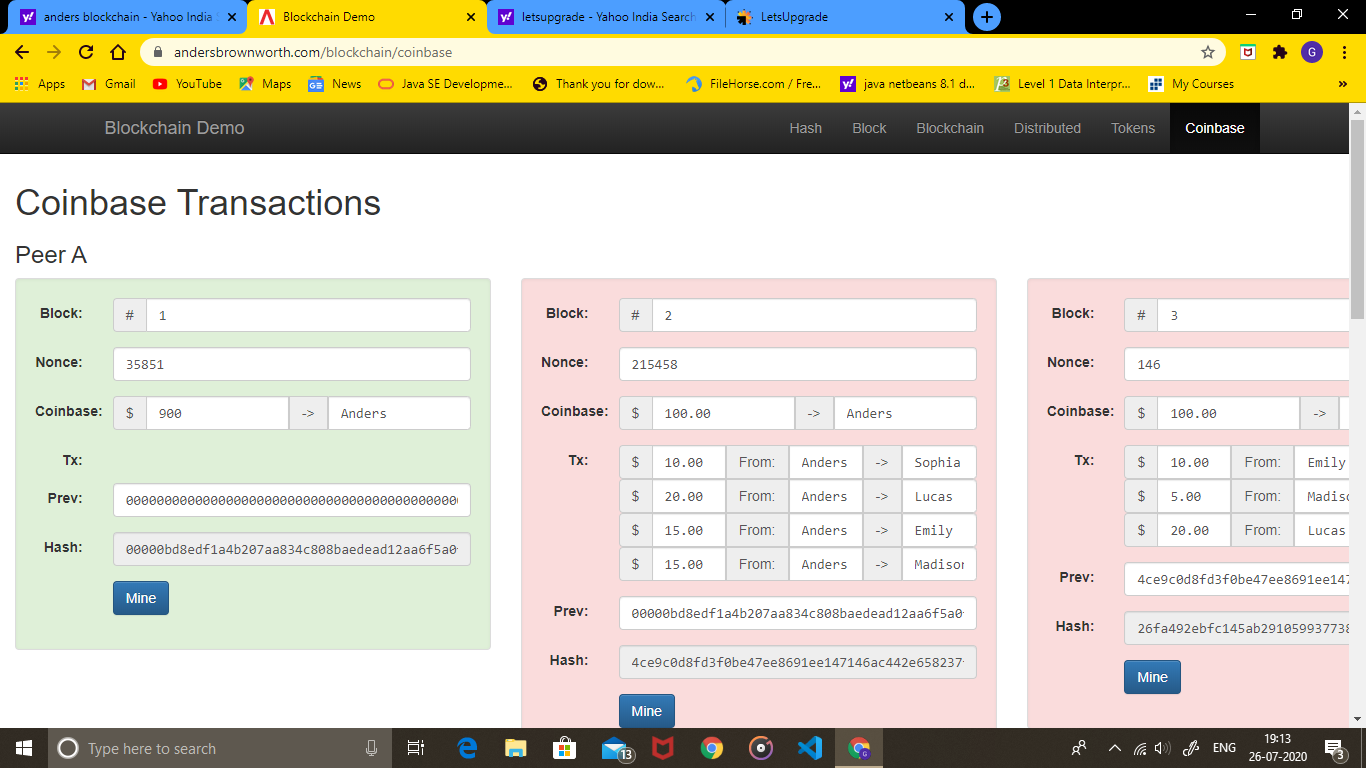 anders blockchain - Yahoo India S
Blockchain Demo
letsupgrade - Yahoo India Search
LetsUpgrade
andersbrownworth.com/blockchain/coinbase
G
Apps
Gmail
YouTube
Maps
News
Java SE Developme...
Thank you for dow...
FileHorse.com / Fre...
java netbeans 8.1 d...
Level 1 Data Interpr...
My Courses
»
Blockchain Demo
Hash
Block
Blockchain
Distributed
Tokens
Coinbase
Coinbase Transactions
Peer A
Block: # 1
Nonce: 35851
Coinbase: $ 900 -> Anders
Tx:
Prev: 00000000000000000000000000000000000000000000
Hash: 00000bd8edf1a4b207aa834c808baedead12aa6f5a0
Mine
Block: # 2
Nonce: 215458
Coinbase: $ 100.00 -> Anders
Tx: $ 10.00 From: Anders -> Sophia
$ 20.00 From: Anders -> Lucas
$ 15.00 From: Anders -> Emily
$ 15.00 From: Anders -> Madison
Prev: 00000bd8edf1a4b207aa834c808baedead12aa6f5a0
Hash: 4ce9c0d8fd3f0be47ee8691ee147146ac442e658237
Mine
Block: # 3
Nonce: 146
Coinbase: $ 100.00 ->
Tx: $ 10.00 From: Emily
$ 5.00 From: Madiso
$ 20.00 From: Lucas
Prev: 4ce9c0d8fd3f0be47ee8691ee147
Hash: 26fa492ebfc145ab291059937738
Mine
Type here to search
13
G
ENG
19:13
26-07-2020
3